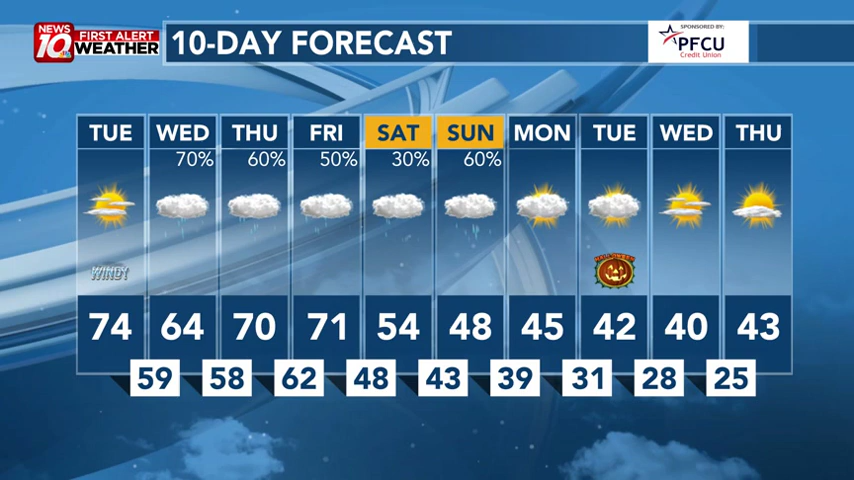 NEWS
10
FIRST ALERT
WEATHER
10-DAY FORECAST
SPONSORED BY:
PFCU
Credit Union
TUE WED THU FRI SAT SUN MON TUE WED THU
70% 60% 50% 30% 60%
WINDY
HALLOWEEN
74 64 70 71 54 48 45 42 40 43
59 58 62 48 43 39 31 28 25